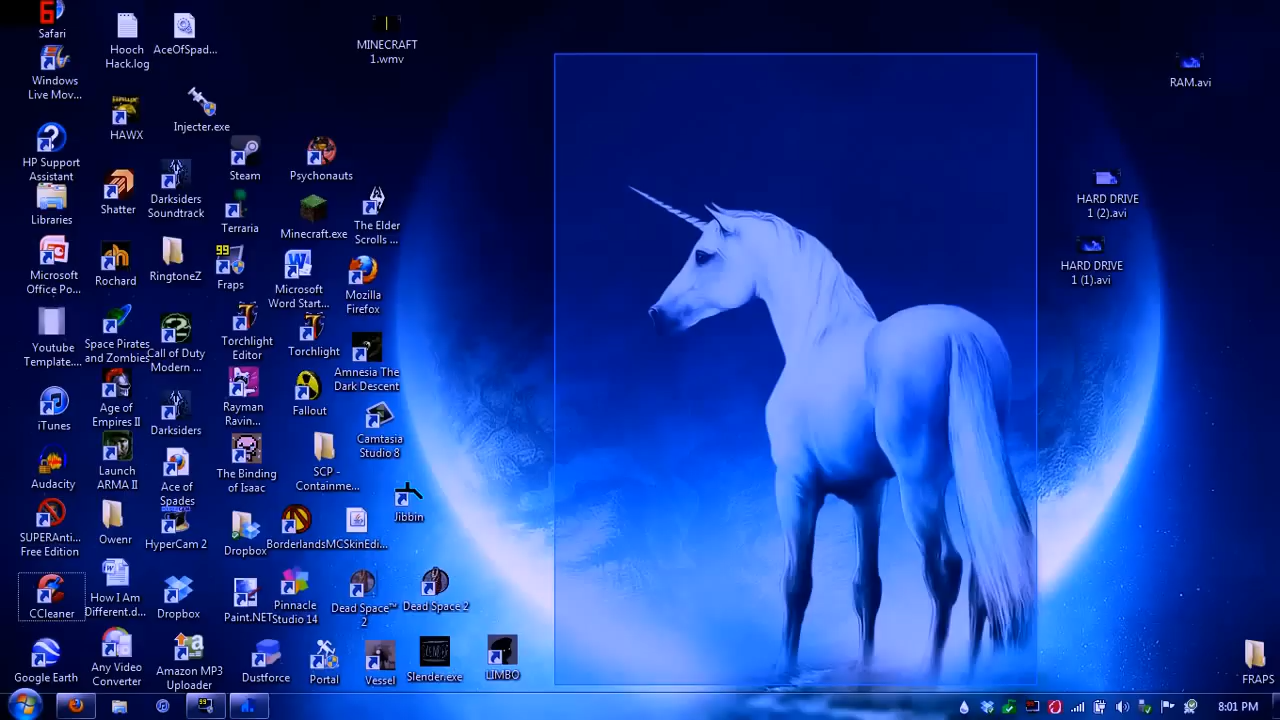 6
Safari
Windows
Live Mov...
HP Support
Assistant
Libraries
Microsoft
Office Po...
Youtube
Template....
iTunes
Audacity
SUPERAnti...
Free Edition
CCleaner
Google Earth
Hooch
Hack.log
HAWX
Shatter
Rochard
Space Pirates
and Zombies
Age of
Empires II
Launch
ARMA II
Owenr
How I Am
Different.d...
Any Video
Converter
AceOfSpad...
Injecter.exe
Darksiders
Soundtrack
RingtoneZ
Call of Duty
Modern ...
Darksiders
Ace of
Spades
HyperCam 2
Dropbox
Amazon MP3
Uploader
Steam
Terraria
99
Fraps
Torchlight
Editor
Rayman
Ravin...
The Binding
of Isaac
Dropbox
Paint.NET
Dustforce
Psychonauts
Minecraft.exe
Microsoft
Word Start...
Torchlight
Fallout
SCP -
Containme...
Borderlands
Pinnacle
Studio 14
Portal
The Elder
Scrolls ...
Mozilla
Firefox
Amnesia The
Dark Descent
Camtasia
Studio 8
Jibbin
MCSkinEdi...
Dead Space™
2
Dead Space 2
Vessel
Slender.exe
LIMBO
MINECRAFT
1.wmv
RAM.avi
HARD DRIVE
1 (2).avi
HARD DRIVE
1 (1).avi
FRAPS
99
8:01 PM